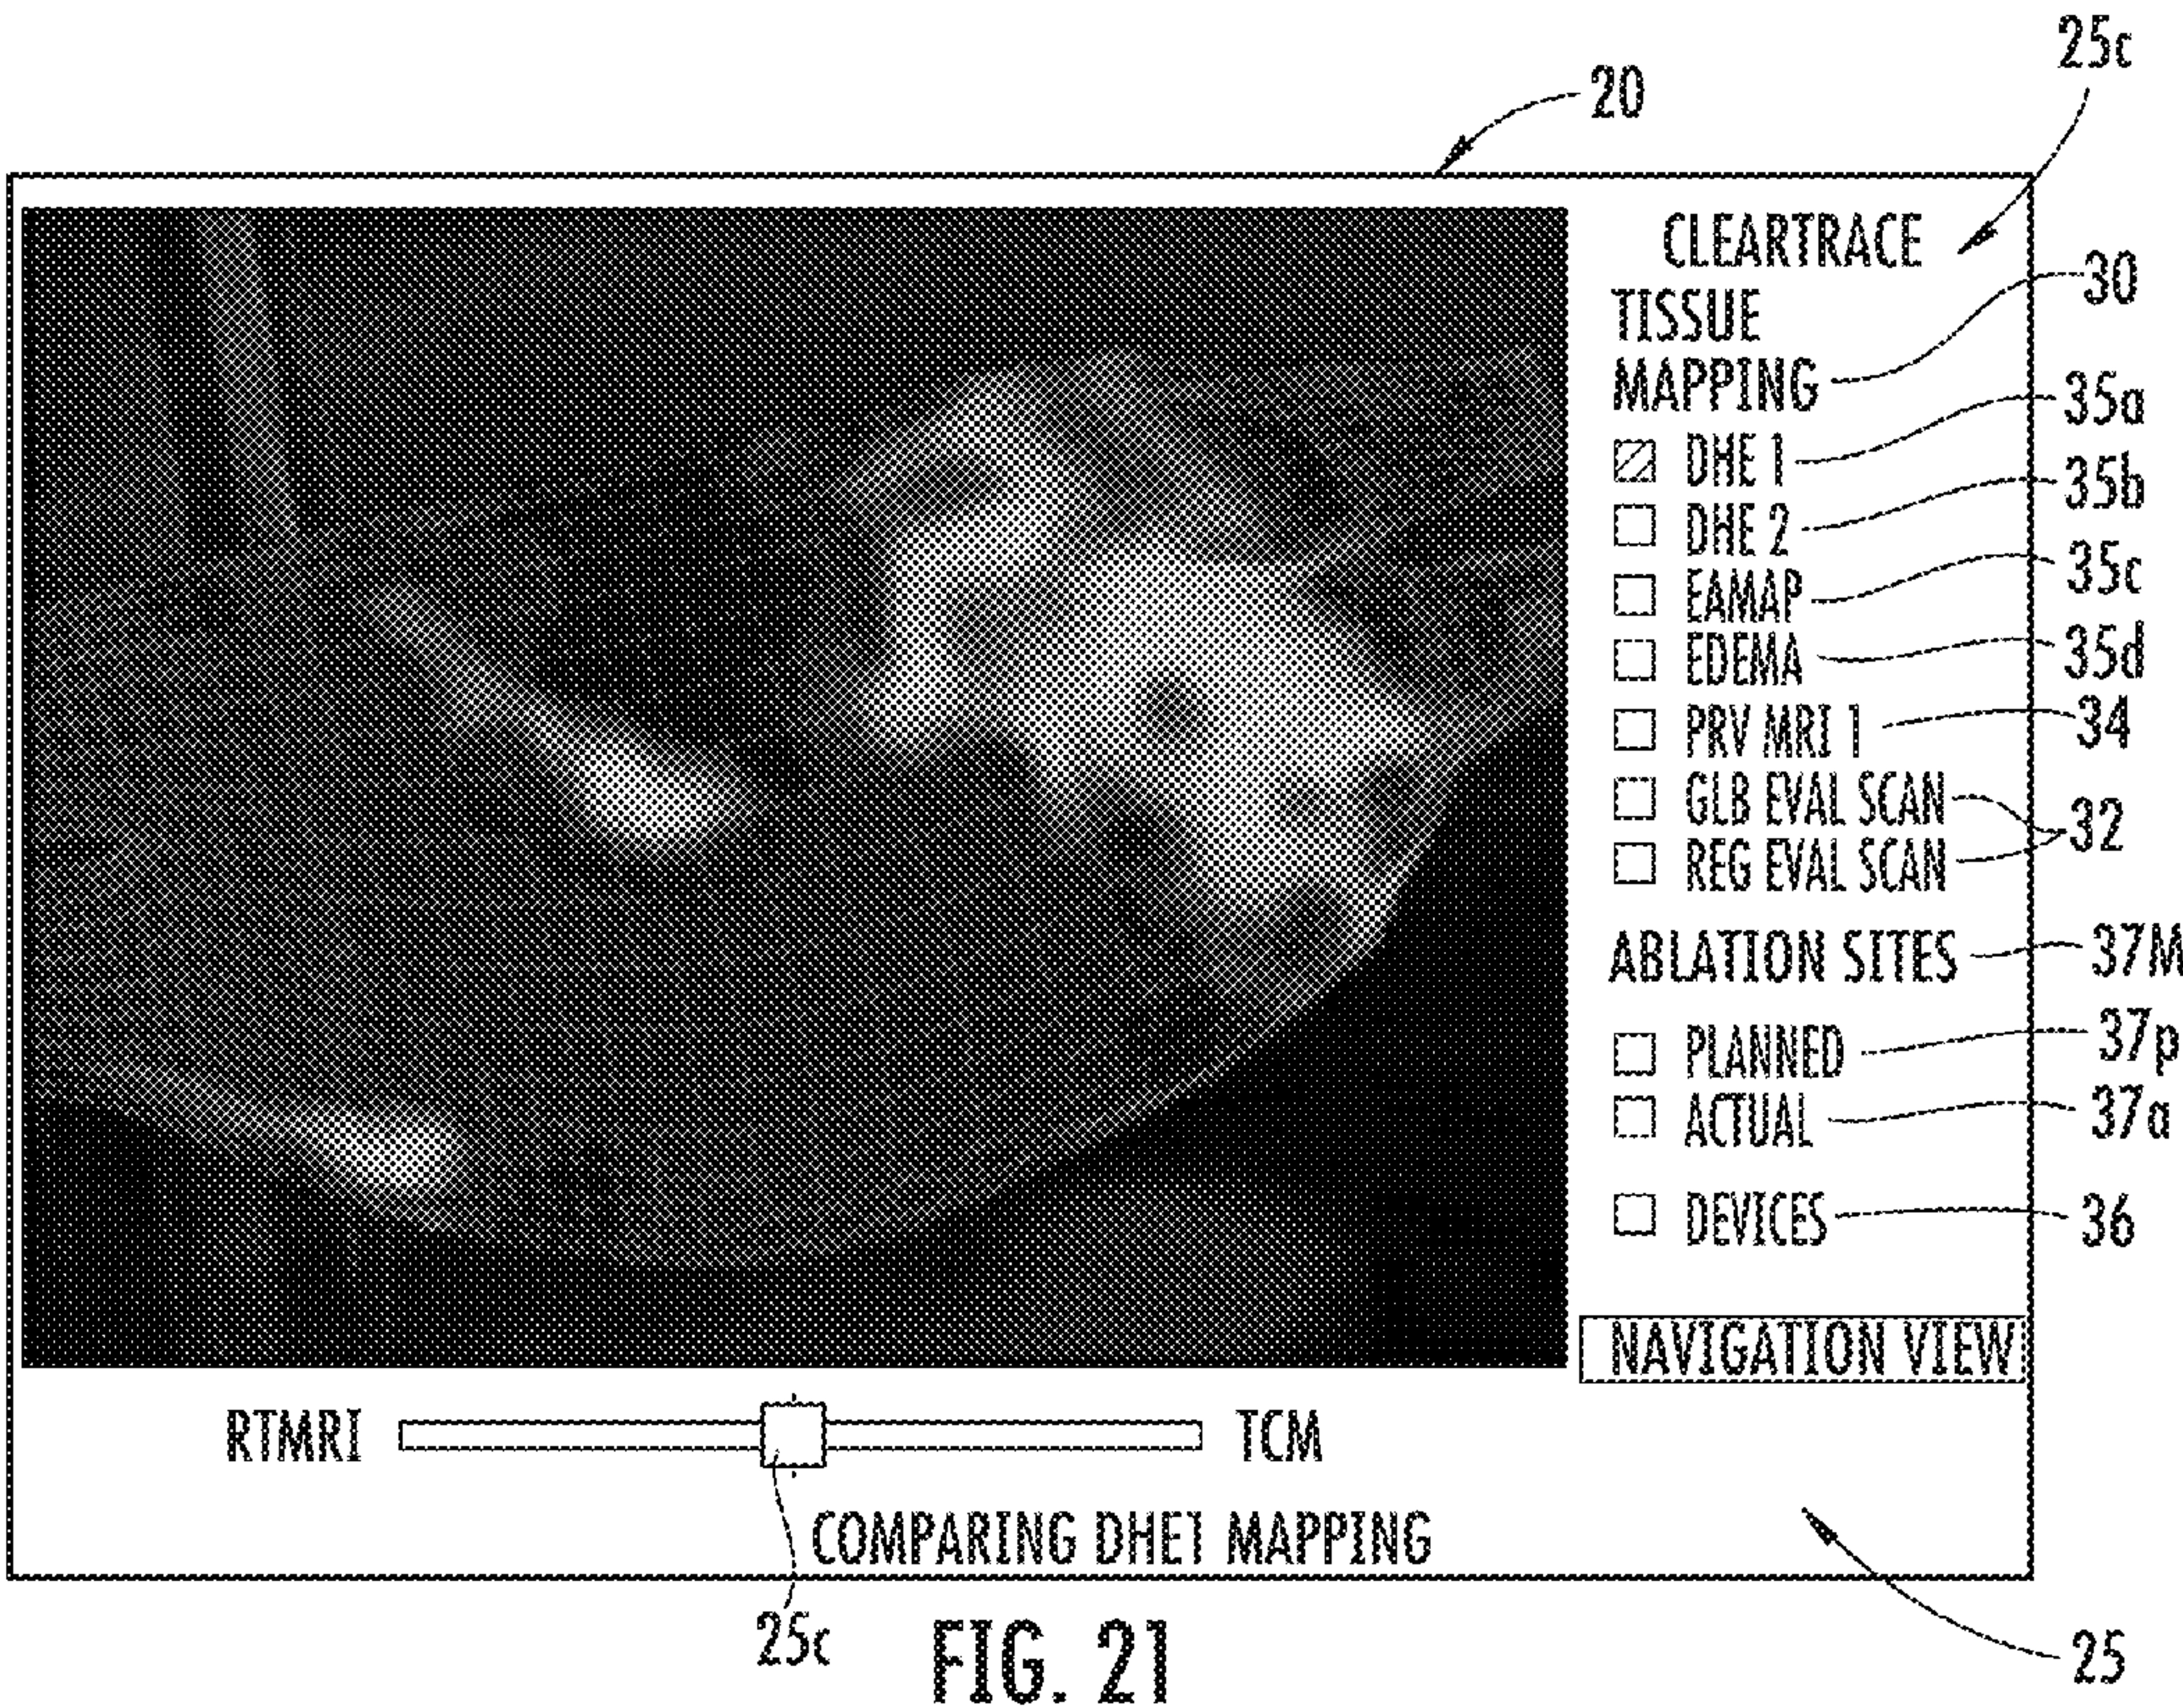 25c
20
CLEARTRACE
TISSUE
MAPPING
30
DHE 1
35a
DHE 2
35b
EAMAP
35c
EDEMA
35d
PRV MRI 1
34
GLB EVAL SCAN
32
REG EVAL SCAN
ABLATION SITES
37M
PLANNED
37p
ACTUAL
37a
DEVICES
36
NAVIGATION VIEW
RTMRI
TCM
COMPARING DHE1 MAPPING
25c
25
FIG. 21